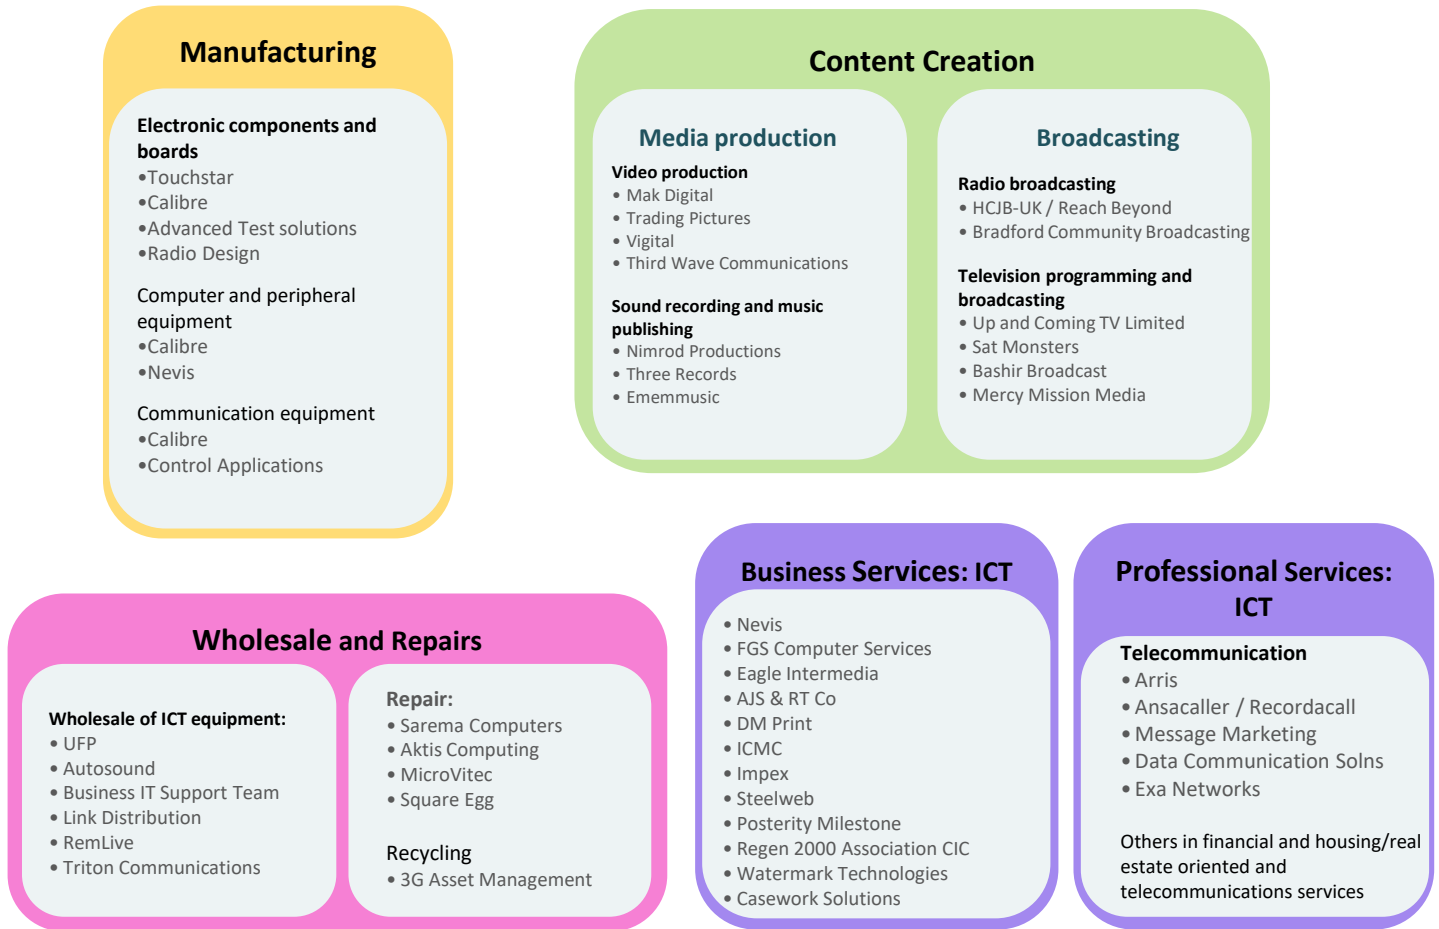 Manufacturing
Electronic components and
boards
•Touchstar
•Calibre
•Advanced Test solutions
•Radio Design
Computer and peripheral
equipment
•Calibre
•Nevis
Communication equipment
•Calibre
•Control Applications
Content Creation
Media production
Video production
• Mak Digital
• Trading Pictures
• Vigital
• Third Wave Communications
Sound recording and music
publishing
• Nimrod Productions
• Three Records
• Ememmusic
Broadcasting
Radio broadcasting
• HCJB-UK / Reach Beyond
• Bradford Community Broadcasting
Television programming and
broadcasting
• Up and Coming TV Limited
• Sat Monsters
• Bashir Broadcast
• Mercy Mission Media
Wholesale and Repairs
Wholesale of ICT equipment:
• UFP
• Autosound
• Business IT Support Team
• Link Distribution
• RemLive
• Triton Communications
Repair:
• Sarema Computers
• Aktis Computing
• MicroVitec
• Square Egg
Recycling
• 3G Asset Management
Business Services: ICT
• Nevis
• FGS Computer Services
• Eagle Intermedia
• AJS & RT Co
• DM Print
• ICMC
• Impex
• Steelweb
• Posterity Milestone
• Regen 2000 Association CIC
• Watermark Technologies
• Casework Solutions
Professional Services:
ICT
Telecommunication
• Arris
• Ansacaller / Recordacall
• Message Marketing
• Data Communication Solns
• Exa Networks
Others in financial and housing/real
estate oriented and
telecommunications services